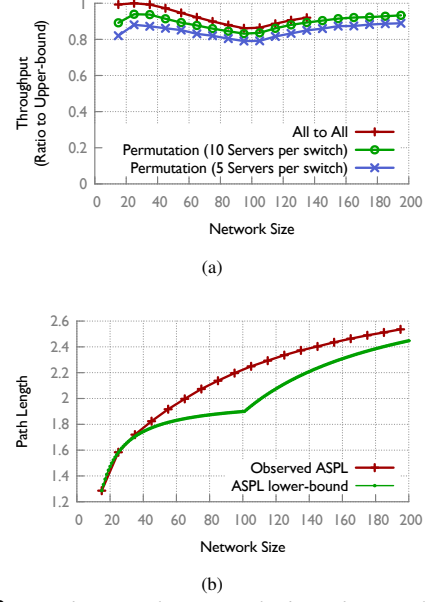 1
0.8
0.6
0.4
0.2
0
Throughput
(Ratio to Upper-bound)
All to All
Permutation (10 Servers per switch)
Permutation (5 Servers per switch)
0 20 40 60 80 100 120 140 160 180 200
Network Size
(a)
2.6
2.4
2.2
2
1.8
1.6
1.4
1.2
Path Length
Observed ASPL
ASPL lower-bound
0 20 40 60 80 100 120 140 160 180 200
Network Size
(b)